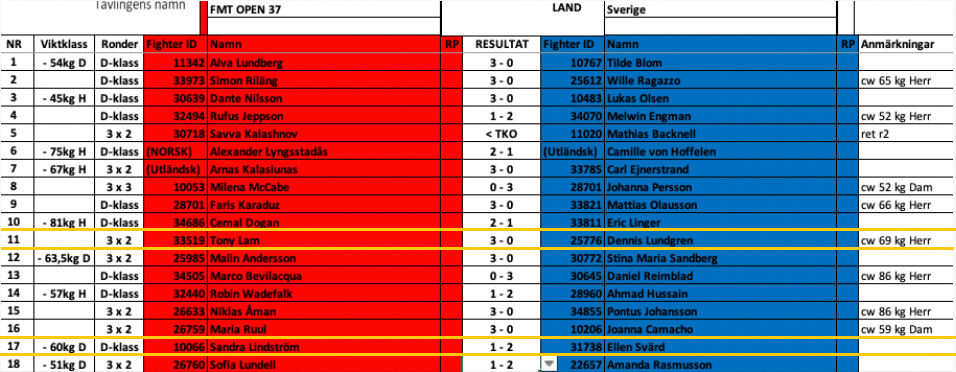 Tävlingens namn FMT OPEN 37 LAND Sverige
NR Viktklass Ronder Fighter ID Namn RP RESULTAT Fighter ID Namn RP Anmärkningar
1 - 54kg D D-klass 11342 Alva Lundberg 3 - 0 10767 Tilde Blom
2 D-klass 33973 Simon Riläng 3 - 0 25612 Wille Ragazzo cw 65 kg Herr
3 - 45kg H D-klass 30639 Dante Nilsson 3 - 0 10483 Lukas Olsen
4 D-klass 32494 Rufus Jeppson 1 - 2 34070 Melwin Engman cw 52 kg Herr
5 3 x 2 30718 Savva Kalashnov < TKO 11020 Mathias Backnell ret r2
6 - 75kg H D-klass (NORSK) Alexander Lyngsstadås 2 - 1 (Utländsk) Camille von Hoffelen
7 - 67kg H 3 x 2 (Utländsk) Arnas Kalasiunas 3 - 0 33785 Carl Ejnerstrand
8 3 x 3 10053 Milena McCabe 0 - 3 28701 Johanna Persson cw 52 kg Dam
9 D-klass 28701 Faris Karaduz 3 - 0 33821 Mattias Olausson cw 66 kg Herr
10 - 81kg H D-klass 34686 Cemal Dogan 2 - 1 33811 Eric Linger
11 3 x 2 33519 Tony Lam 3 - 0 25776 Dennis Lundgren cw 69 kg Herr
12 - 63,5kg D 3 x 2 25985 Malin Andersson 3 - 0 30772 Stina Maria Sandberg
13 D-klass 34505 Marco Bevilacqua 0 - 3 30645 Daniel Reimblad cw 86 kg Herr
14 - 57kg H D-klass 32440 Robin Wadefalk 1 - 2 28960 Ahmad Hussain
15 3 x 2 26633 Niklas Åman 3 - 0 34855 Pontus Johansson cw 86 kg Herr
16 3 x 2 26759 Maria Ruul 3 - 0 10206 Joanna Camacho cw 59 kg Dam
17 - 60kg D D-klass 10066 Sandra Lindström 1 - 2 31738 Ellen Svärd
18 - 51kg D 3 x 2 26760 Sofia Lundell 1 - 2 22657 Amanda Rasmusson